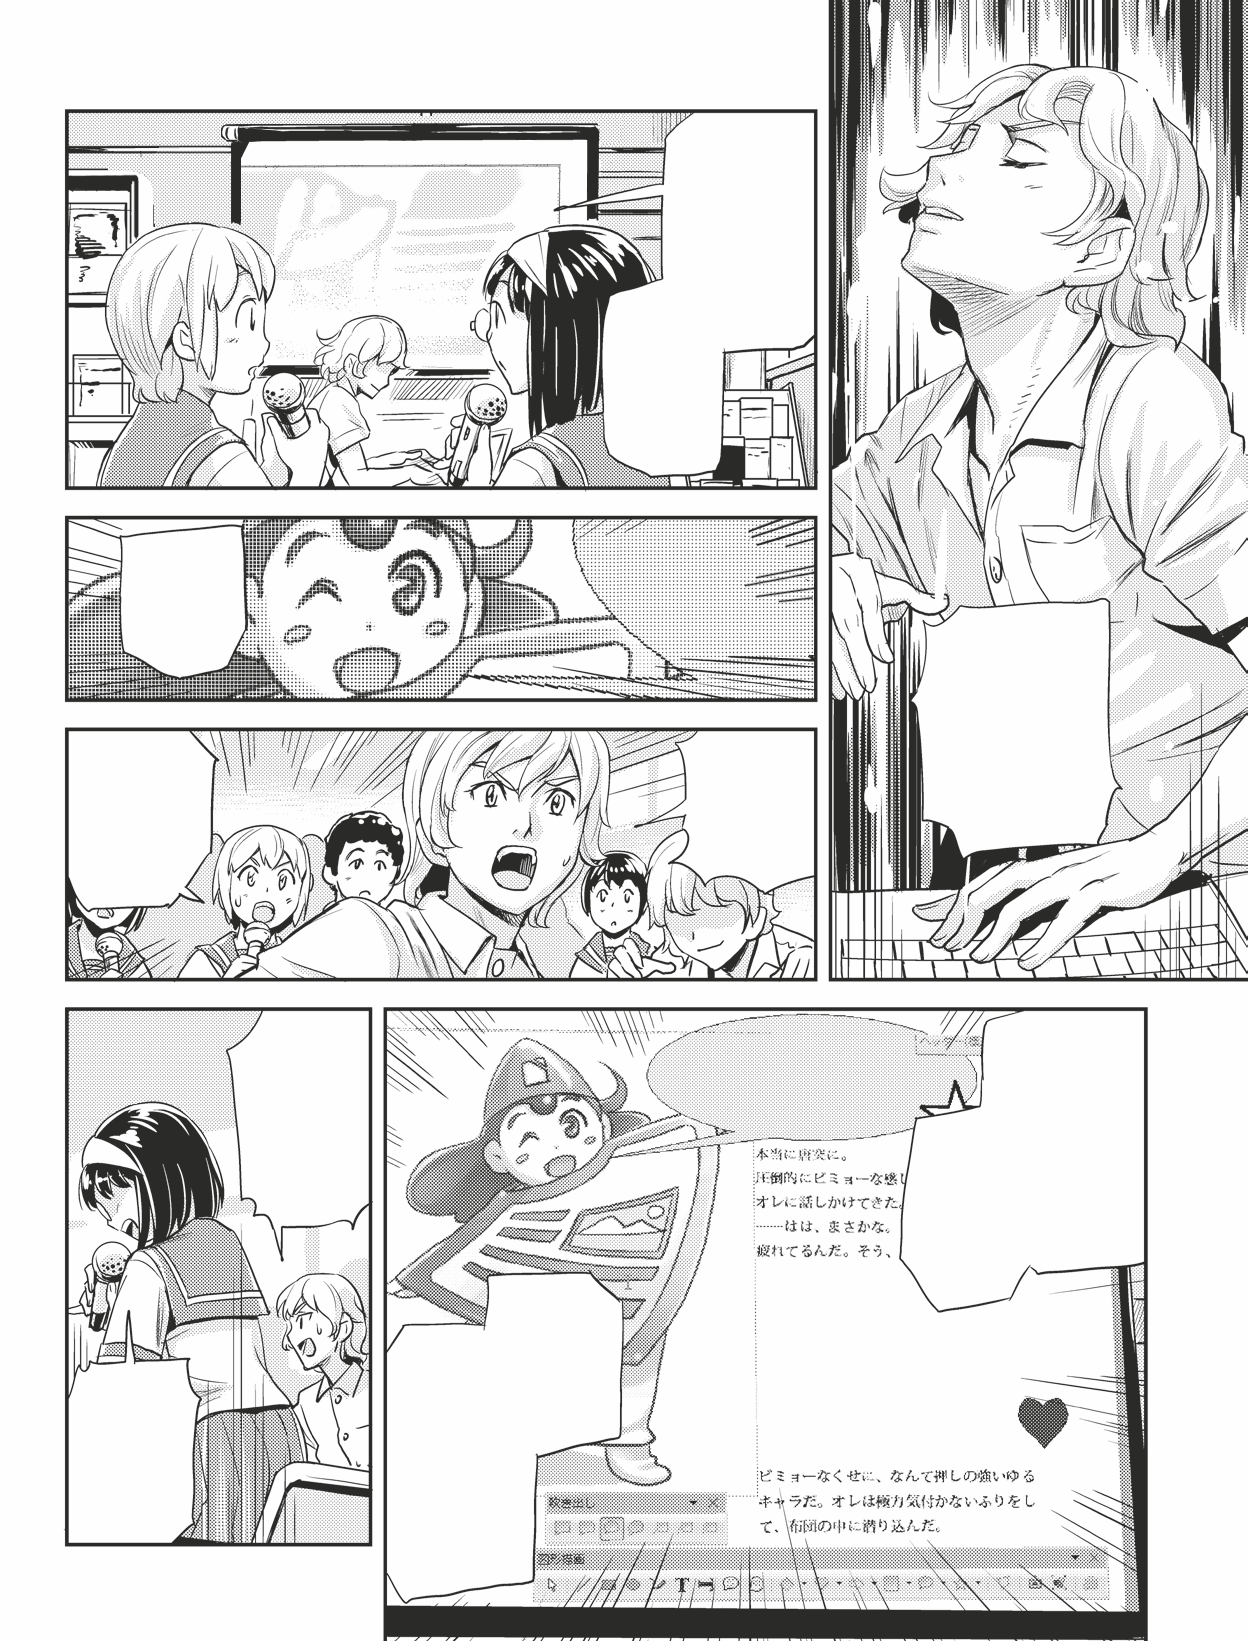 ヘッダー(標
本当に唐突に。
圧倒的にビミョーな感じ
オレに話しかけてきた。
……はは、まさかな。
疲れてるんだ。そう、
ビミョーなくせに、なんて押しの強いゆる
キャラだ。オレは極力気付かないふりをし
て、布団の中に潜り込んだ。
吹き出し
図形描画